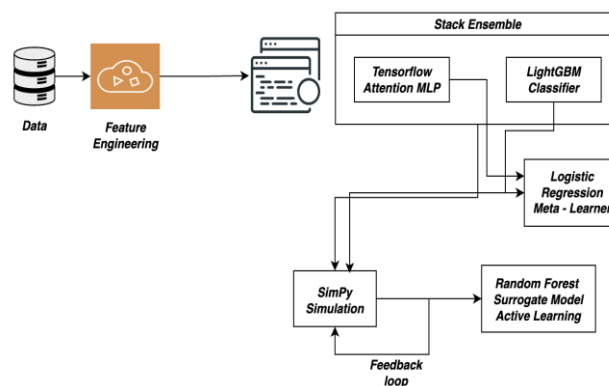 Stack Ensemble
Tensorflow
Attention MLP
LightGBM
Classifier
Data
Feature
Engineering
Logistic
Regression
Meta - Learner
SimPy
Simulation
Random Forest
Surrogate Model
Active Learning
Feedback
loop